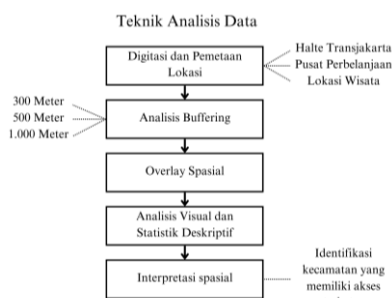 Teknik Analisis Data
Digitasi dan Pemetaan
Lokasi
Halte Transjakarta
Pusat Perbelanjaan
Lokasi Wisata
300 Meter
500 Meter
1.000 Meter
Analisis Buffering
Overlay Spasial
Analisis Visual dan
Statistik Deskriptif
Interpretasi spasial
Identifikasi
kecamatan yang
memiliki akses